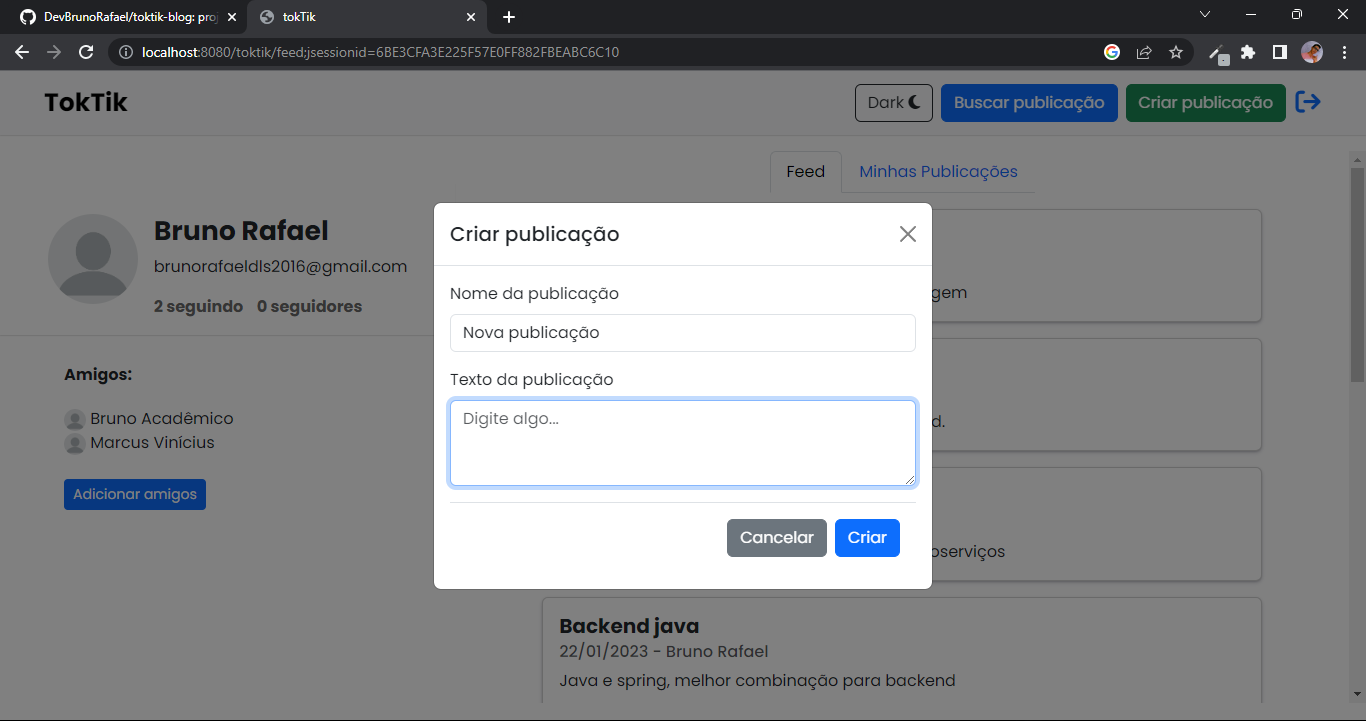 DevBrunoRafael/toktik-blog: proj
tokTik
localhost:8080/toktik/feed;jsessionid=6BE3CFA3E225F57E0FF882FBEABC6C10
TokTik
Dark
Buscar publicação
Criar publicação
Feed
Minhas Publicações
Bruno Rafael
brunorafaeldls2016@gmail.com
2 seguindo 0 seguidores
Amigos:
Bruno Acadêmico
Marcus Vinícius
Adicionar amigos
Criar publicação
Nome da publicação
Nova publicação
Texto da publicação
Digite algo...
Cancelar
Criar
gem
d.
oserviços
Backend java
22/01/2023 - Bruno Rafael
Java e spring, melhor combinação para backend